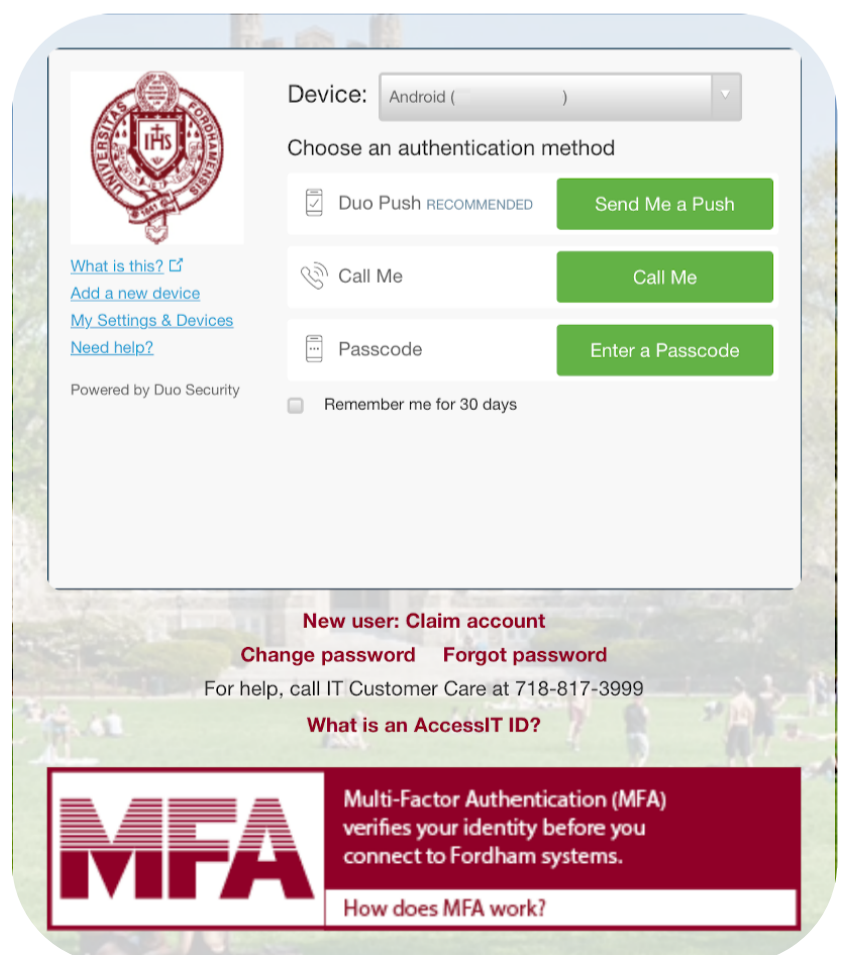 UNIVERSITAS FORDHAMENSIS
IHS
1841
What is this?
Add a new device
My Settings & Devices
Need help?
Powered by Duo Security
Device: Android ( )
Choose an authentication method
Duo Push RECOMMENDED Send Me a Push
Call Me Call Me
Passcode Enter a Passcode
Remember me for 30 days
New user: Claim account
Change password Forgot password
For help, call IT Customer Care at 718-817-3999
What is an AccessIT ID?
MFA
Multi-Factor Authentication (MFA)
verifies your identity before you
connect to Fordham systems.
How does MFA work?